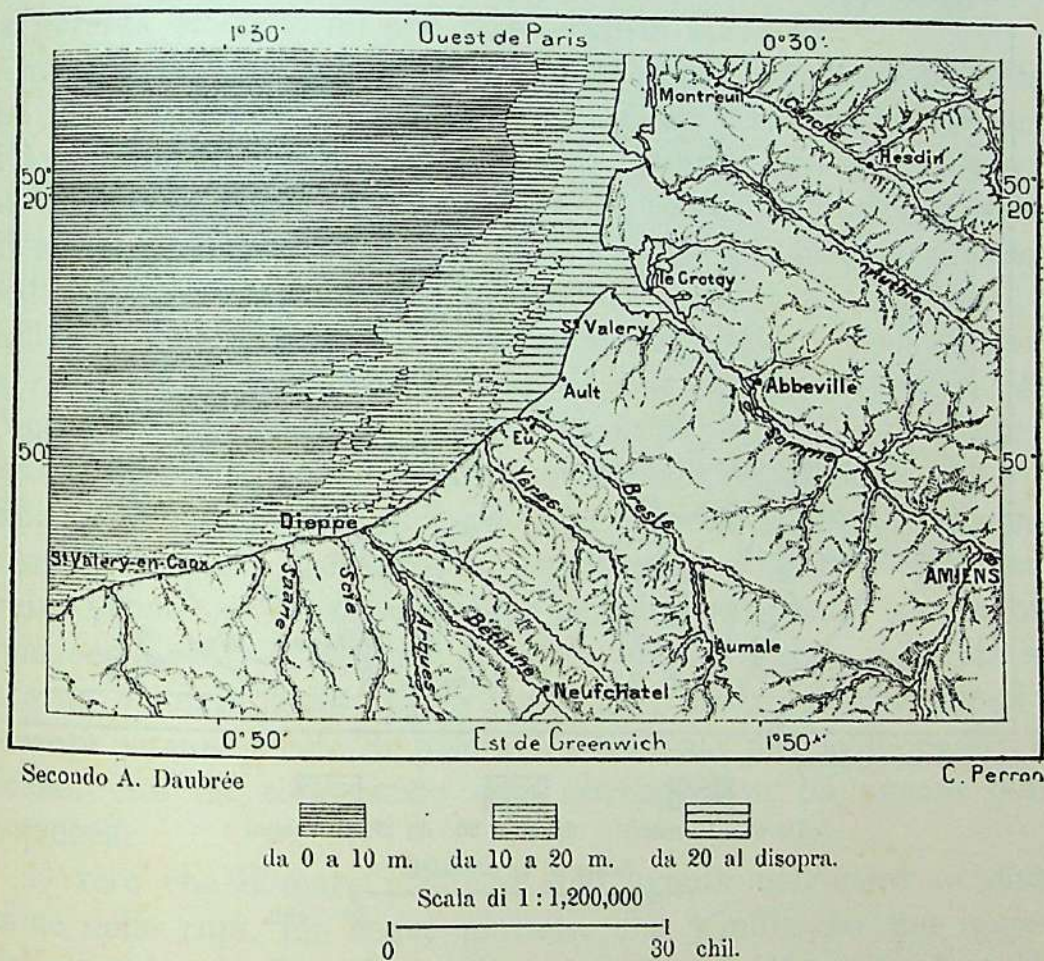 1° 30′ Ouest de Paris 0° 30′
Montreuil
Canche
Hesdin
50°
20′
50°
20′
Authie
le Crotoy
St Valery
Ault
Abbeville
la Somme
50°
50°
Eu
Yères
Bresle
Dieppe
St Valery-en-Caux
AMIENS
Saane
Scie
Arques
Béthune
Aumale
Neufchatel
0° 50′ Est de Greenwich 1° 50′
Secondo A. Daubrée C. Perron
da 0 a 10 m. da 10 a 20 m. da 20 al disopra.
Scala di 1 : 1,200,000
0 30 chil.